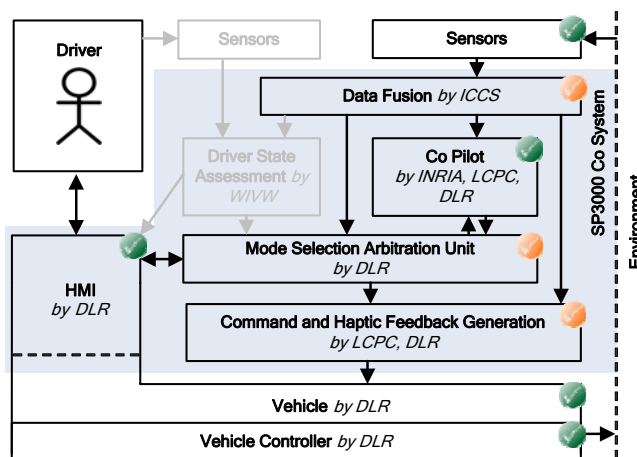 Driver
Sensors
Sensors
Data Fusion by ICCS
Driver State
Assessment by
WIVW
Co Pilot
by INRIA, LCPC,
DLR
SP3000 Co System
Environment
Mode Selection Arbitration Unit
by DLR
HMI
by DLR
Command and Haptic Feedback Generation
by LCPC, DLR
Vehicle by DLR
Vehicle Controller by DLR